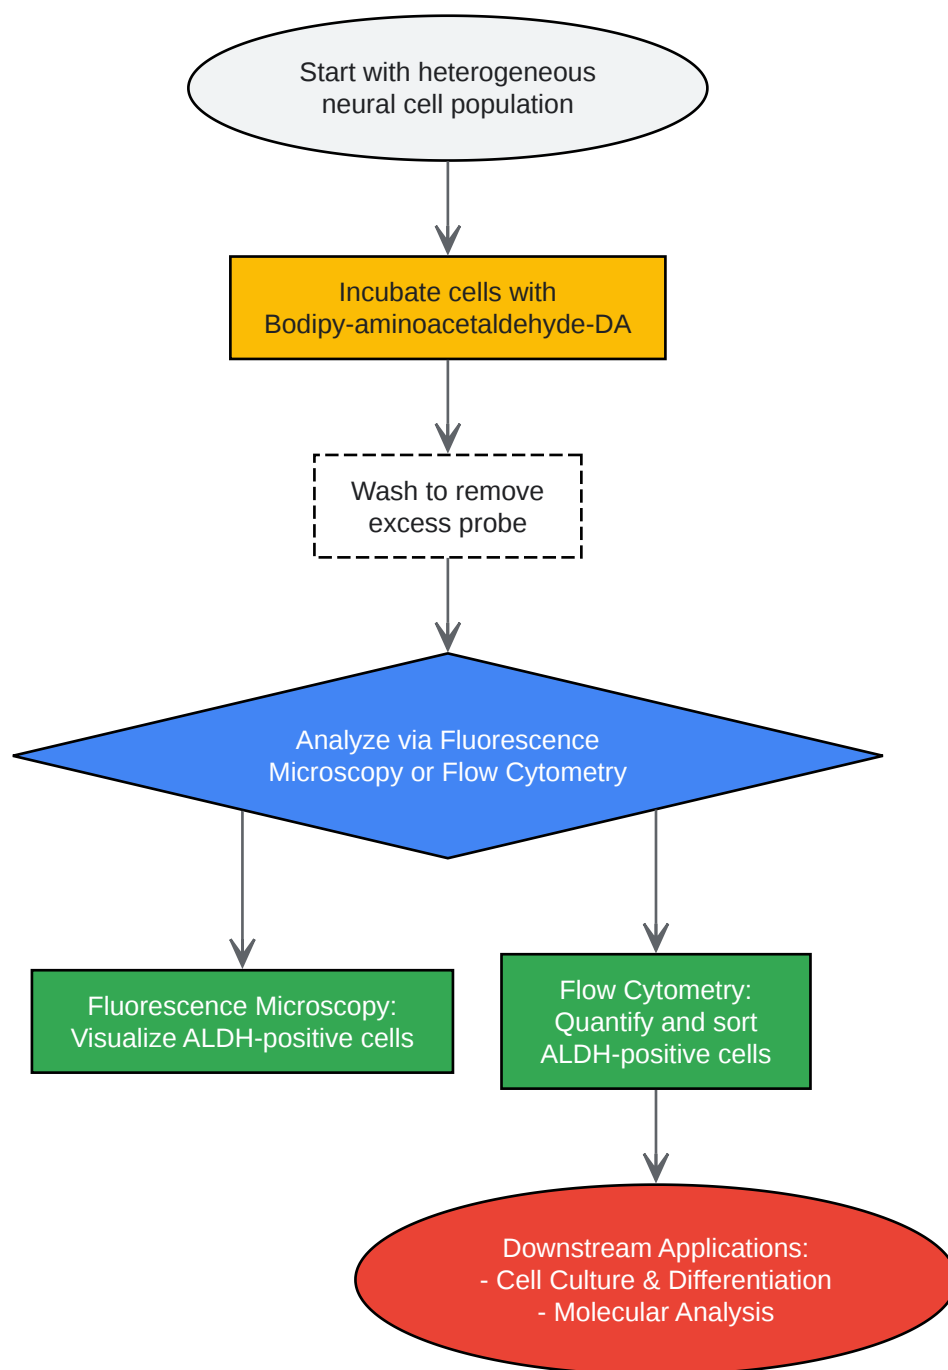 Start with heterogeneous
neural cell population
Incubate cells with
Bodipy-aminoacetaldehyde-DA
Wash to remove
excess probe
Analyze via Fluorescence
Microscopy or Flow Cytometry
Fluorescence Microscopy:
Visualize ALDH-positive cells
Flow Cytometry:
Quantify and sort
ALDH-positive cells
Downstream Applications:
- Cell Culture & Differentiation
- Molecular Analysis